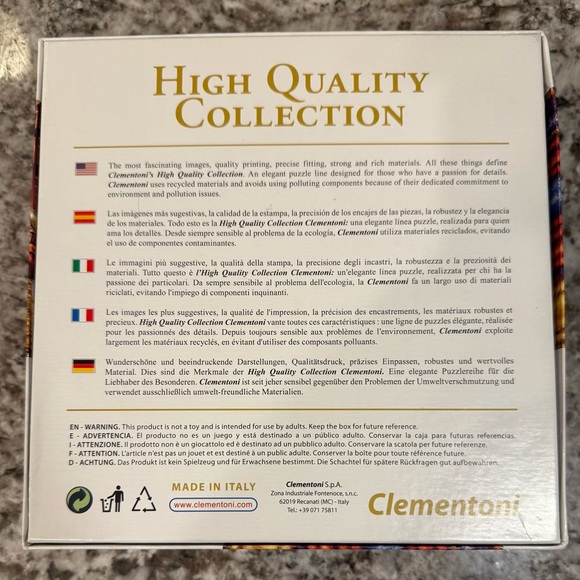 HIGH QUALITY
COLLECTION
The most fascinating images, quality printing, precise fitting, strong and rich materials. All these things define
Clementoni's High Quality Collection. An elegant puzzle line designed for those who have a passion for details.
Clementoni uses recycled materials and avoids using polluting components because of their dedicated commitment to
environment and pollution issues.
Las imágenes más sugestivas, la calidad de la estampa, la precisión de los encajes de las piezas, la robustez y la elegancia
de los materiales. Todo esto es la High Quality Collection Clementoni: una elegante línea puzzle, realizada para quien
ama los detalles. Desde siempre sensible al problema de la ecología, Clementoni utiliza materiales reciclados, evitando
el uso de componentes contaminantes.
Le immagini più suggestive, la qualità della stampa, la precisione degli incastri, la robustezza e la preziosità dei
materiali. Tutto questo è l'High Quality Collection Clementoni: un'elegante linea puzzle, realizzata per chi ha la
passione dei particolari. Da sempre sensibile al problema dell'ecologia, la Clementoni fa un largo uso di materiali
riciclati, evitando l'impiego di componenti inquinanti.
Les images les plus suggestives, la qualité de l'impression, la précision des encastrements, les matériaux robustes et
precieux. High Quality Collection Clementoni vante toutes ces caractéristiques : une ligne de puzzles élégante, réalisée
pour les passionnés des détails. Depuis toujours sensible aux problèmes de l'environnement, Clementoni exploite
largement les matériaux recyclés, en évitant d'utiliser des composants polluants.
Wunderschöne und beeindruckende Darstellungen, Qualitätsdruck, präzises Einpassen, robustes und wertvolles
Material. Dies sind die Merkmale der High Quality Collection Clementoni. Eine elegante Puzzlereihe für die
Liebhaber des Besonderen. Clementoni ist seit jeher sensibel gegenüber den Problemen der Umweltverschmutzung und
verwendet ausschließlich umwelt-freundliche Materialien.
EN - WARNING. This product is not a toy and is intended for use by adults. Keep the box for future reference.
E - ADVERTENCIA. El producto no es un juego y está destinado a un público adulto. Conservar la caja para futuras referencias.
I - ATTENZIONE. Il prodotto non è un giocattolo ed è destinato ad un pubblico adulto. Conservare la scatola per futura referenze.
F - ATTENTION. L'article n'est pas un jouet et est destiné à un public adulte. Conserver la boîte pour toute référence future.
D - ACHTUNG. Das Produkt ist kein Spielzeug und für Erwachsene bestimmt. Die Schachtel für spätere Rückfragen gut aufbewahren.
MADE IN ITALY
www.clementoni.com
Clementoni S.p.A.
Zona Industriale Fontenoce, s.n.c.
62019 Recanati (MC) - Italy
Tel.: +39 071 75811
Clementoni